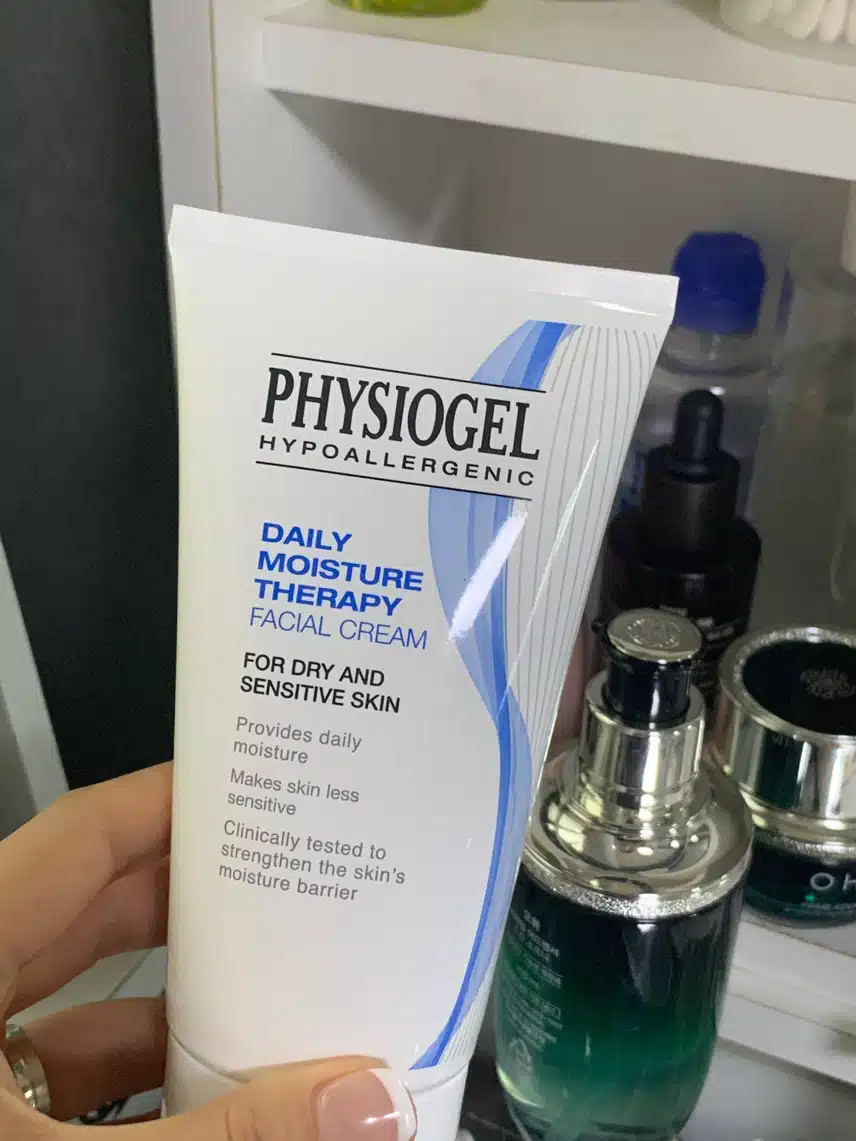 PHYSIOGEL
HYPOALLERGENIC
DAILY
MOISTURE
THERAPY
FACIAL CREAM
FOR DRY AND
SENSITIVE SKIN
Provides daily
moisture
Makes skin less
sensitive
Clinically tested to
strengthen the skin's
moisture barrier
OH